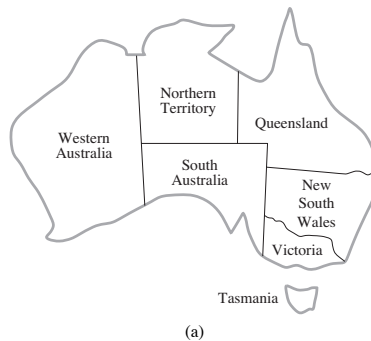 Northern
Territory
Western
Australia
Queensland
South
Australia
New
South
Wales
Victoria
Tasmania
(a)